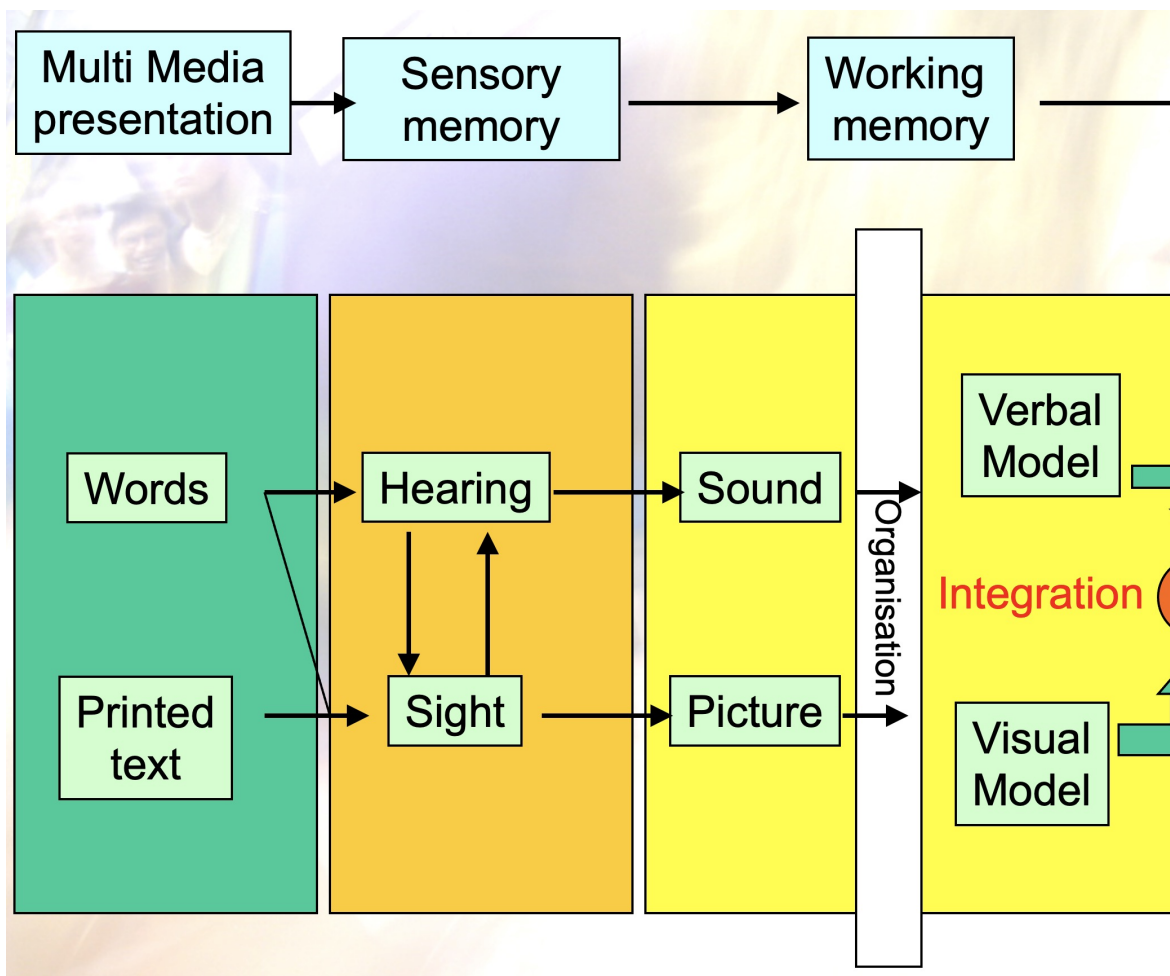 Multi Media
presentation
Sensory
memory
Working
memory
Words
Hearing
Sound
Verbal
Model
Organisation
Integration
Printed
text
Sight
Picture
Visual
Model